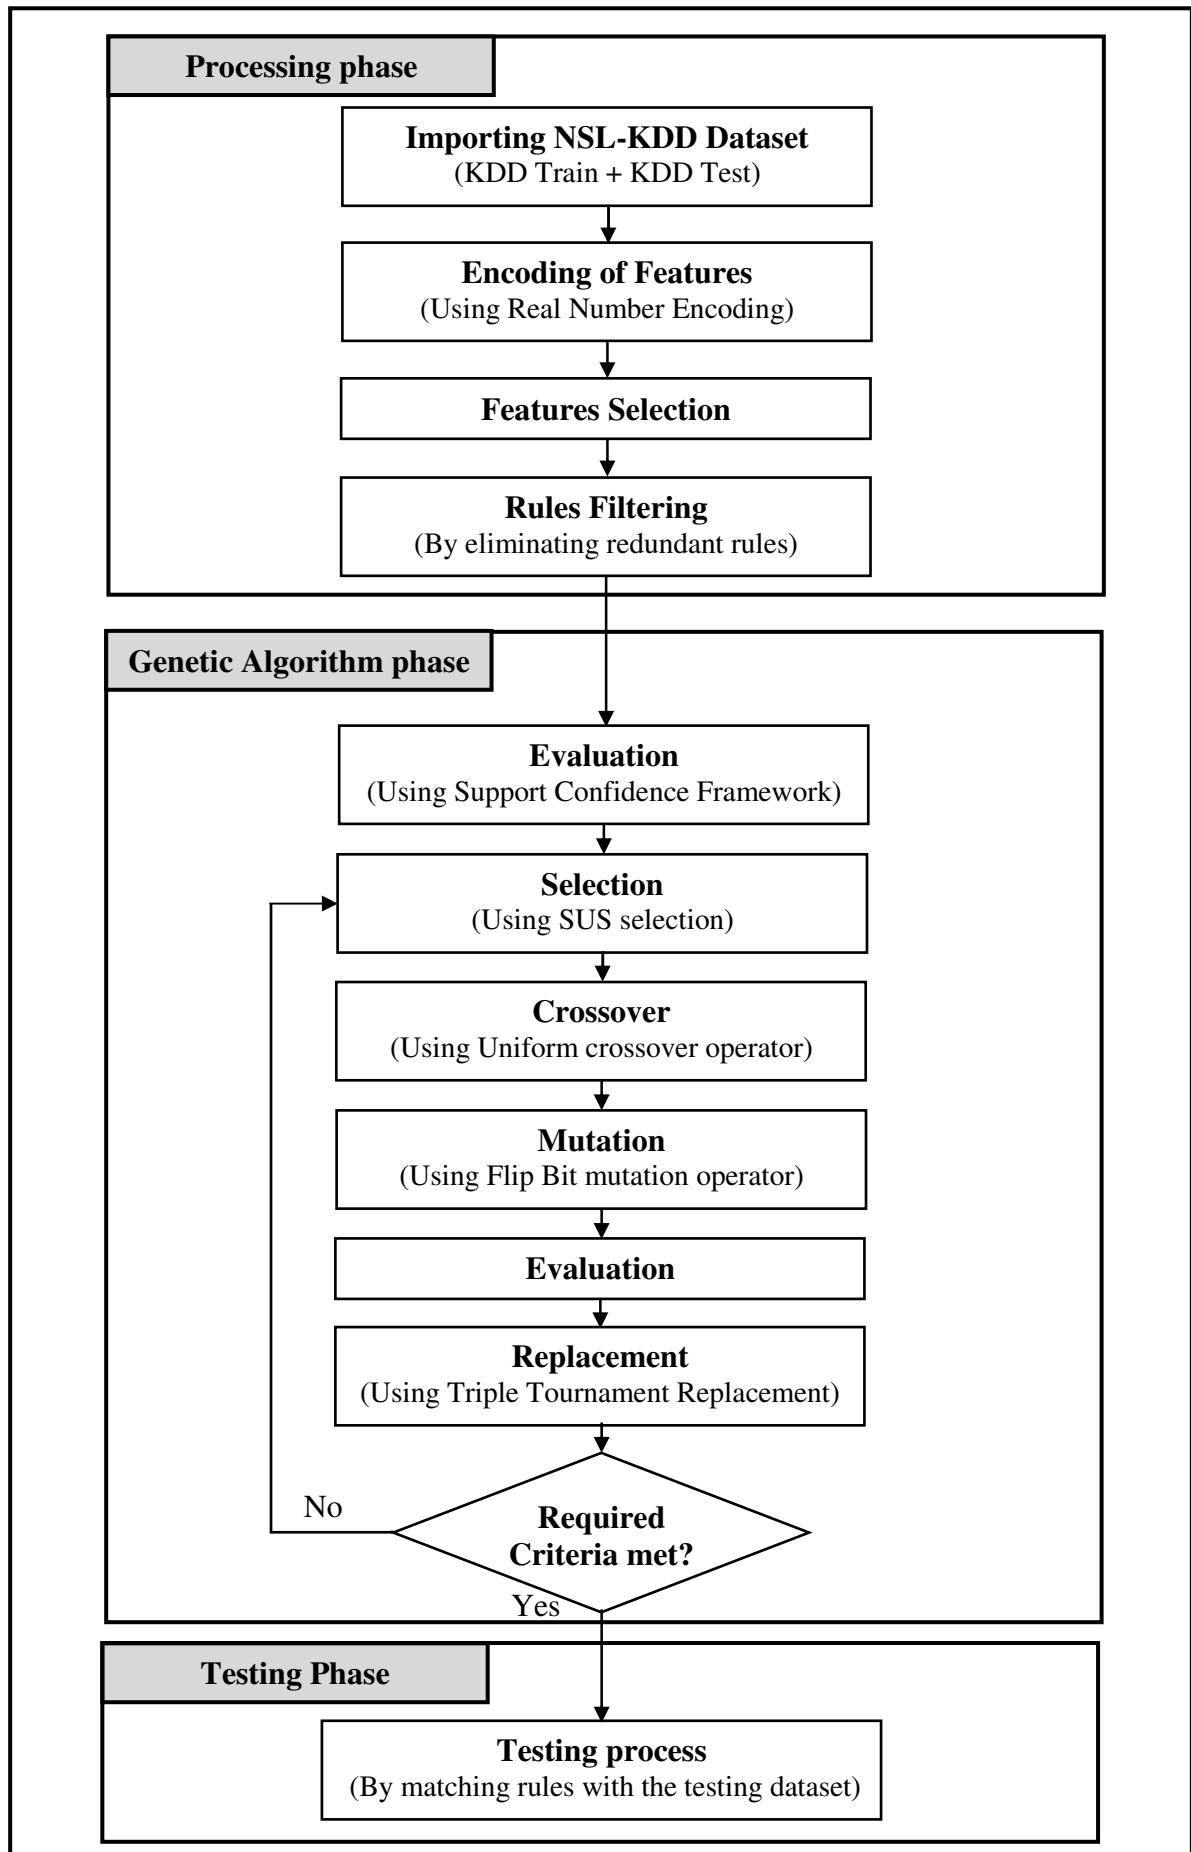 Processing phase
Importing NSL-KDD Dataset
(KDD Train + KDD Test)
Encoding of Features
(Using Real Number Encoding)
Features Selection
Rules Filtering
(By eliminating redundant rules)
Genetic Algorithm phase
Evaluation
(Using Support Confidence Framework)
Selection
(Using SUS selection)
Crossover
(Using Uniform crossover operator)
Mutation
(Using Flip Bit mutation operator)
Evaluation
Replacement
(Using Triple Tournament Replacement)
No
Required
Criteria met?
Yes
Testing Phase
Testing process
(By matching rules with the testing dataset)